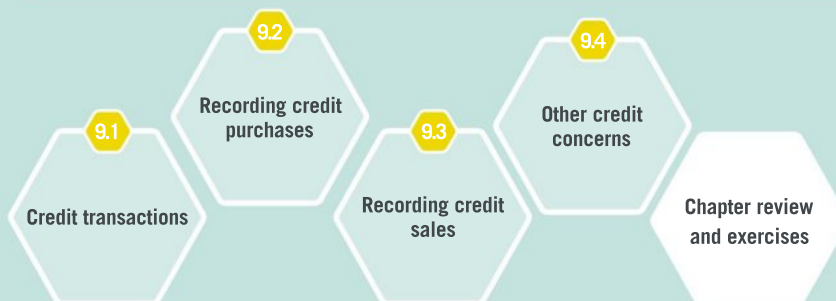 9.1
Credit transactions
9.2
Recording credit
purchases
9.3
Recording credit
sales
9.4
Other credit
concerns
Chapter review
and exercises